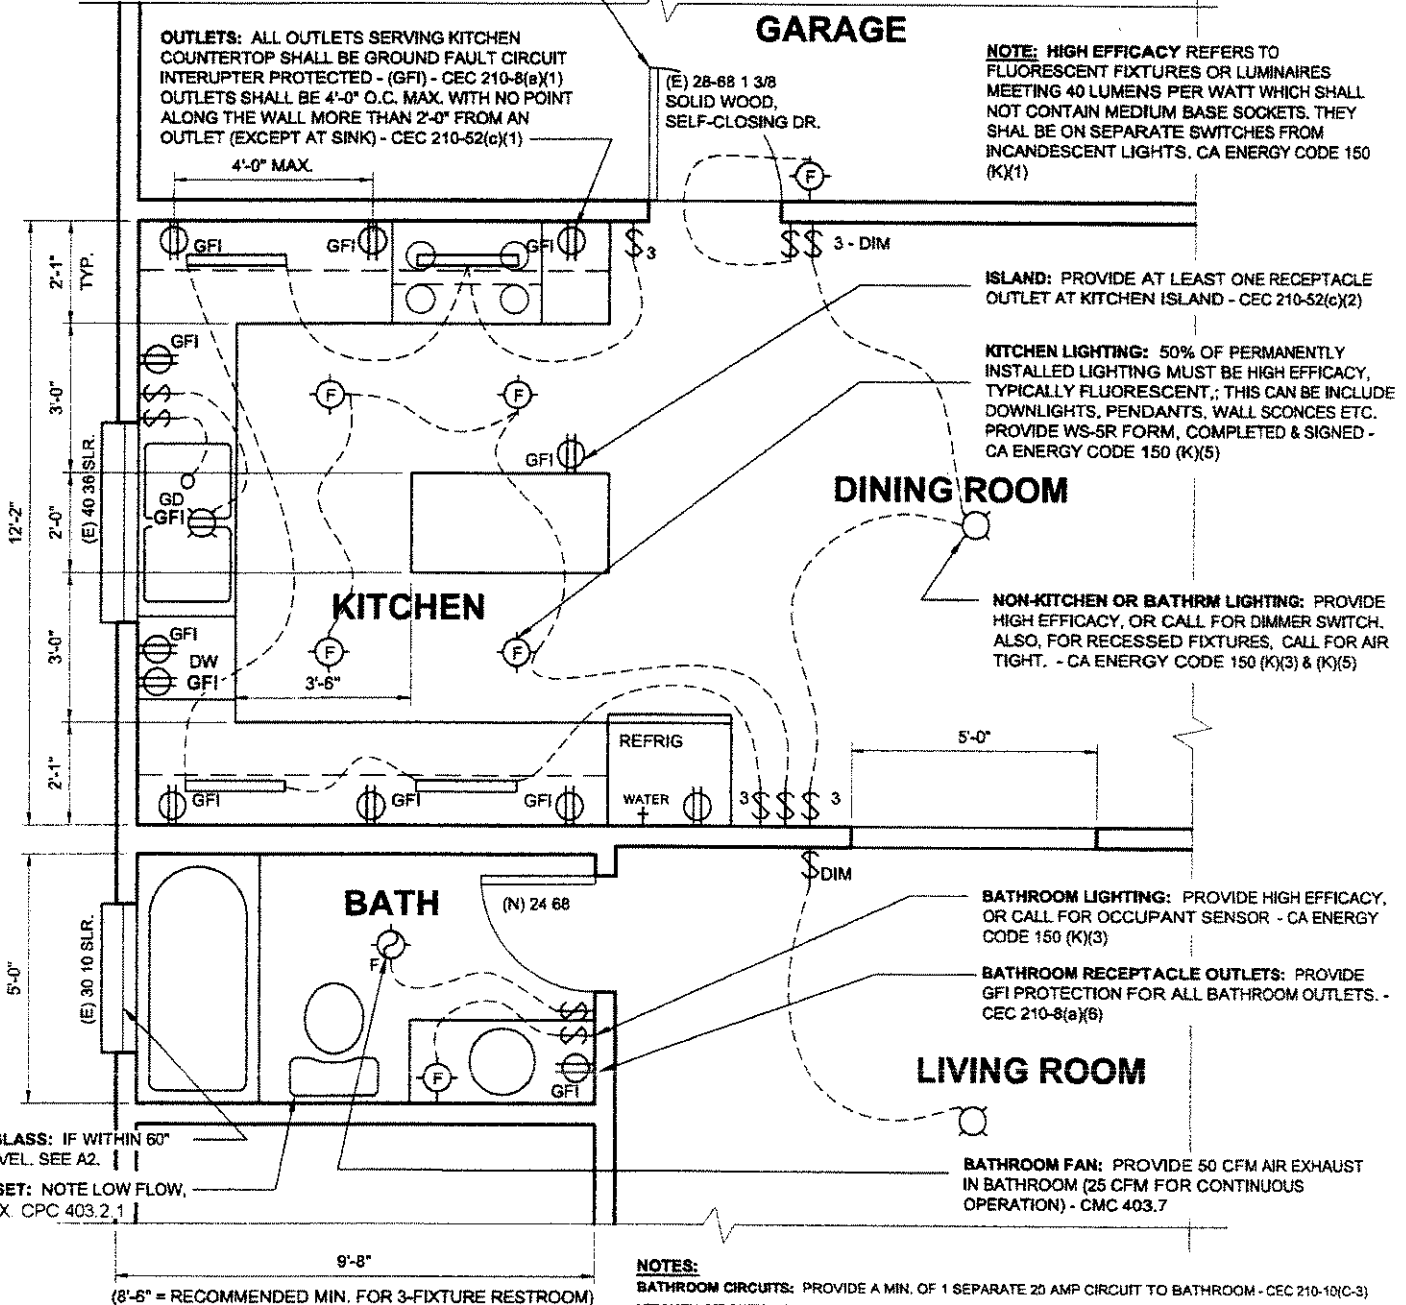 GARAGE
OUTLETS: ALL OUTLETS SERVING KITCHEN
COUNTERTOP SHALL BE GROUND FAULT CIRCUIT
INTERUPTER PROTECTED - (GFI) - CEC 210-8(a)(1)
OUTLETS SHALL BE 4'-0" O.C. MAX. WITH NO POINT
ALONG THE WALL MORE THAN 2'-0" FROM AN
OUTLET (EXCEPT AT SINK) - CEC 210-52(c)(1)
4'-0" MAX.
(E) 28-68 1 3/8
SOLID WOOD,
SELF-CLOSING DR.
NOTE: HIGH EFFICACY REFERS TO
FLUORESCENT FIXTURES OR LUMINAIRES
MEETING 40 LUMENS PER WATT WHICH SHALL
NOT CONTAIN MEDIUM BASE SOCKETS. THEY
SHAL BE ON SEPARATE SWITCHES FROM
INCANDESCENT LIGHTS. CA ENERGY CODE 150
(K)(1)
F
GFI
GFI
GFI
3
3 - DIM
2'-1"
TYP.
ISLAND: PROVIDE AT LEAST ONE RECEPTACLE
OUTLET AT KITCHEN ISLAND - CEC 210-52(c)(2)
GFI
3'-0"
F
F
KITCHEN LIGHTING: 50% OF PERMANENTLY
INSTALLED LIGHTING MUST BE HIGH EFFICACY,
TYPICALLY FLUORESCENT,; THIS CAN BE INCLUDE
DOWNLIGHTS, PENDANTS, WALL SCONCES ETC.
PROVIDE WS-5R FORM, COMPLETED & SIGNED -
CA ENERGY CODE 150 (K)(5)
GFI
(E) 40 36 SLR.
GD
GFI
12'-2"
2'-0"
DINING ROOM
KITCHEN
NON-KITCHEN OR BATHRM LIGHTING: PROVIDE
HIGH EFFICACY, OR CALL FOR DIMMER SWITCH.
ALSO, FOR RECESSED FIXTURES, CALL FOR AIR
TIGHT. - CA ENERGY CODE 150 (K)(3) & (K)(5)
3'-0"
GFI
DW
GFI
F
F
3'-6"
REFRIG
5'-0"
2'-1"
GFI
GFI
GFI
WATER
3
3
DIM
BATH
(N) 24 68
BATHROOM LIGHTING: PROVIDE HIGH EFFICACY,
OR CALL FOR OCCUPANT SENSOR - CA ENERGY
CODE 150 (K)(3)
5'-0"
(E) 30 10 SLR.
F
BATHROOM RECEPTACLE OUTLETS: PROVIDE
GFI PROTECTION FOR ALL BATHROOM OUTLETS. -
CEC 210-8(a)(6)
F
GFI
LIVING ROOM
GLASS: IF WITHIN 60"
VEL. SEE A2.
SET: NOTE LOW FLOW,
X. CPC 403.2.1
BATHROOM FAN: PROVIDE 50 CFM AIR EXHAUST
IN BATHROOM (25 CFM FOR CONTINUOUS
OPERATION) - CMC 403.7
9'-8"
(8'-6" = RECOMMENDED MIN. FOR 3-FIXTURE RESTROOM)
NOTES:
BATHROOM CIRCUITS: PROVIDE A MIN. OF 1 SEPARATE 20 AMP CIRCUIT TO BATHROOM - CEC 210-10(C-3)